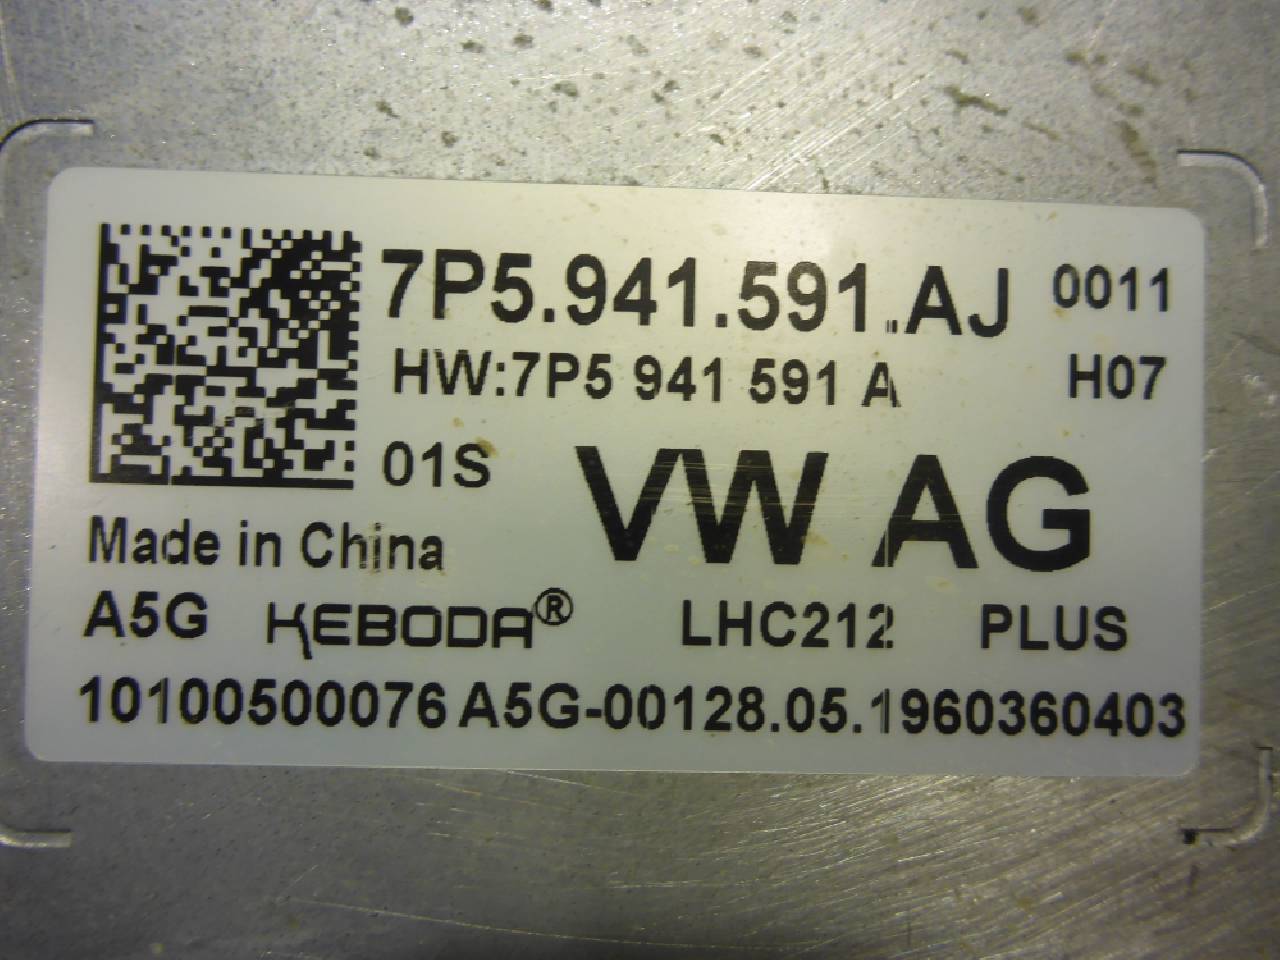 7P5.941.591.AJ 0011
HW:7P5 941 591 A H07
01S VW AG
Made in China
A5G KEBODA® LHC212 PLUS
10100500076 A5G-00128.05.1960360403